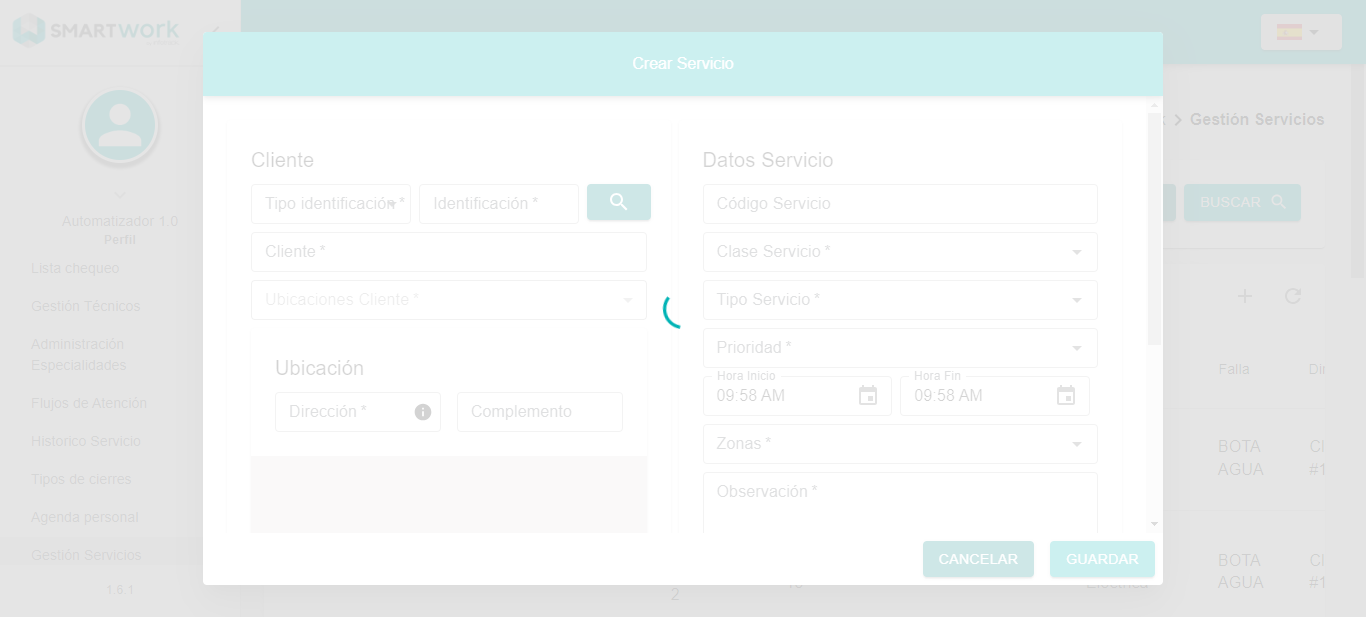 SMARTwork
Crear Servicio
Gestión Servicios
Cliente
Datos Servicio
Tipo identificación *
Identificación *
Código Servicio
BUSCAR
Automatizador 1.0
Perfil
Cliente *
Clase Servicio *
Lista chequeo
Gestión Técnicos
Ubicaciones Cliente *
Tipo Servicio *
Administración
Especialidades
Prioridad *
Ubicación
Falla
Hora Inicio
Hora Fin
09:58 AM
09:58 AM
Flujos de Atención
Dirección *
Complemento
Historico Servicio
Zonas *
BOTA
AGUA
#1
Tipos de cierres
Observación *
Agenda personal
Gestión Servicios
CANCELAR
GUARDAR
BOTA
AGUA
#1
1.6.1
2